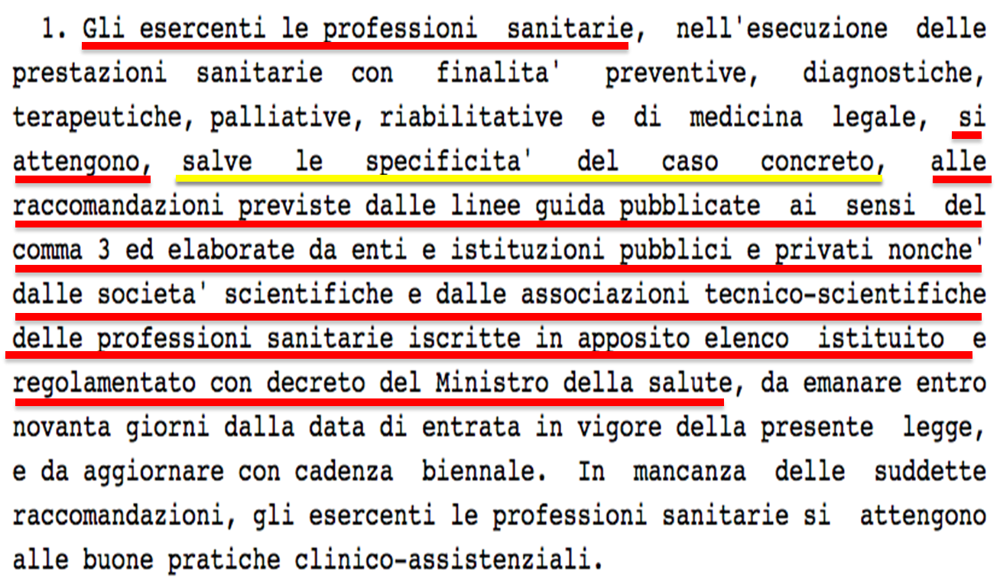 1. Gli esercenti le professioni sanitarie, nell'esecuzione delle
prestazioni sanitarie con finalita' preventive, diagnostiche,
terapeutiche, palliative, riabilitative e di medicina legale, si
attengono, salve le specificita' del caso concreto, alle
raccomandazioni previste dalle linee guida pubblicate ai sensi del
comma 3 ed elaborate da enti e istituzioni pubblici e privati nonche'
dalle societa' scientifiche e dalle associazioni tecnico-scientifiche
delle professioni sanitarie iscritte in apposito elenco istituito e
regolamentato con decreto del Ministro della salute, da emanare entro
novanta giorni dalla data di entrata in vigore della presente legge,
e da aggiornare con cadenza biennale. In mancanza delle suddette
raccomandazioni, gli esercenti le professioni sanitarie si attengono
alle buone pratiche clinico-assistenziali.